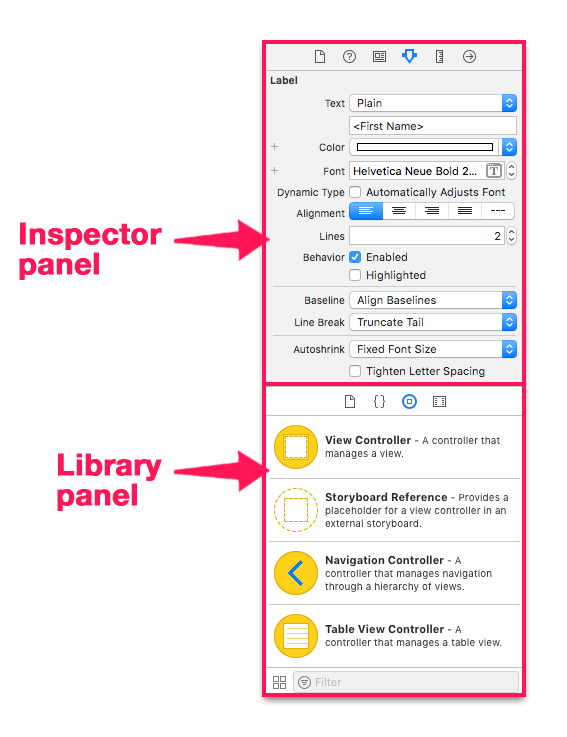 Label
Text Plain
<First Name>
+ Color
+ Font Helvetica Neue Bold 2... T
Dynamic Type Automatically Adjusts Font
Alignment
Lines 2
Behavior Enabled
Highlighted
Baseline Align Baselines
Line Break Truncate Tail
Autoshrink Fixed Font Size
Tighten Letter Spacing
Inspector
panel
{ }
View Controller - A controller that
manages a view.
Storyboard Reference - Provides a
placeholder for a view controller in an
external storyboard.
Navigation Controller - A
controller that manages navigation
through a hierarchy of views.
Table View Controller - A
controller that manages a table view.
Filter
Library
panel